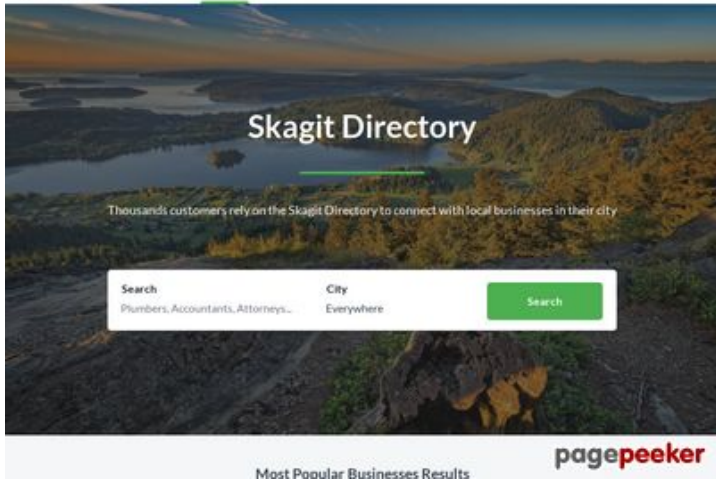 Skagit Directory
Thousands customers rely on the Skagit Directory to connect with local businesses in their city
Search
City
Plumbers, Accountants, Attorneys...
Everywhere
Search
Most Popular Businesses Results
pagepeeker